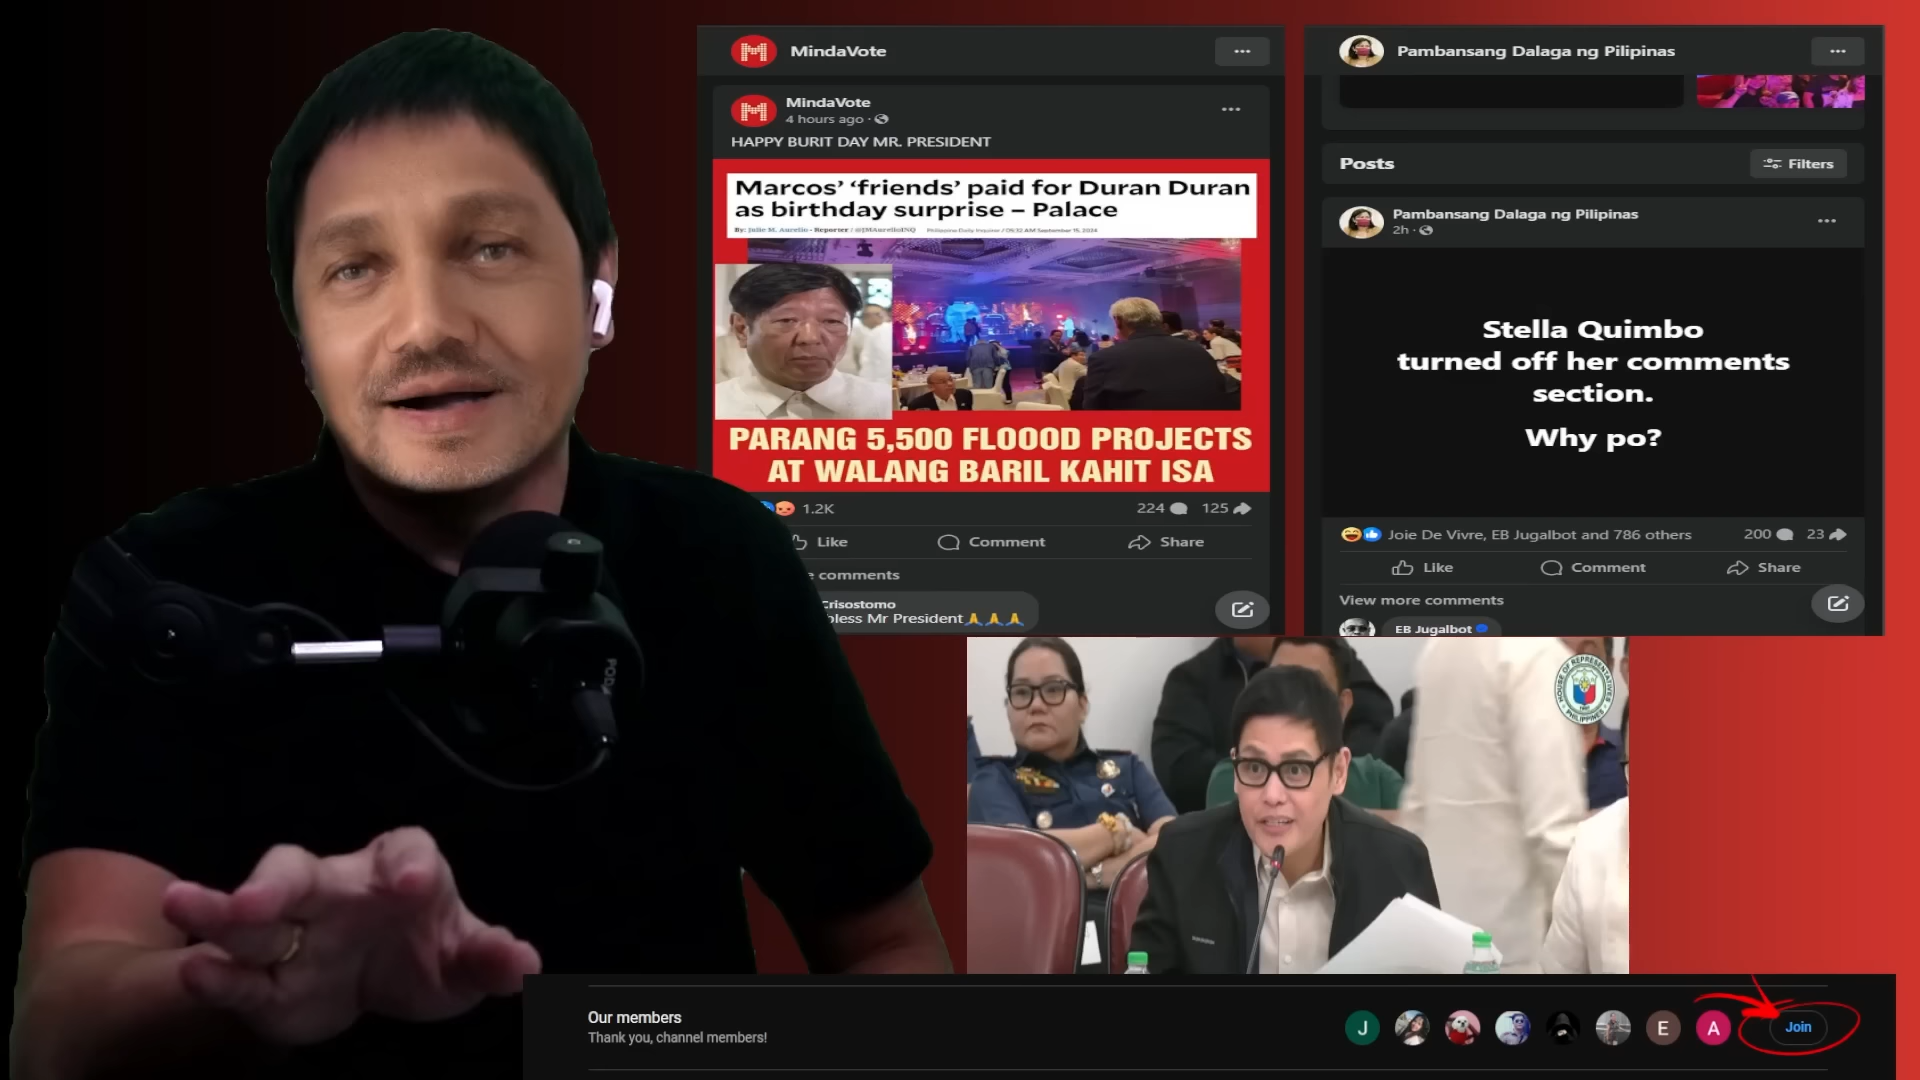 MindaVote
MindaVote
4 hours ago ·
HAPPY BURIT DAY MR. PRESIDENT
Marcos' 'friends' paid for Duran Duran
as birthday surprise – Palace
By: Julie M. Aurelio - Reporter / @JMAurelioINQ
Philippine Daily Inquirer / 05:32 AM September 15, 2024
PARANG 5,500 FLOOOD PROJECTS
AT WALANG BARIL KAHIT ISA
1.2K
224
125
Like
Comment
Share
comments
Crisostomo
bless Mr President🙏🙏🙏
Pambansang Dalaga ng Pilipinas
Posts
Filters
Pambansang Dalaga ng Pilipinas
2h ·
Stella Quimbo
turned off her comments
section.
Why po?
Joie De Vivre, EB Jugalbot and 786 others
200
23
Like
Comment
Share
View more comments
EB Jugalbot
HOUSE OF REPRESENTATIVES
PHILIPPINES
Our members
Thank you, channel members!
J
E
A
Join